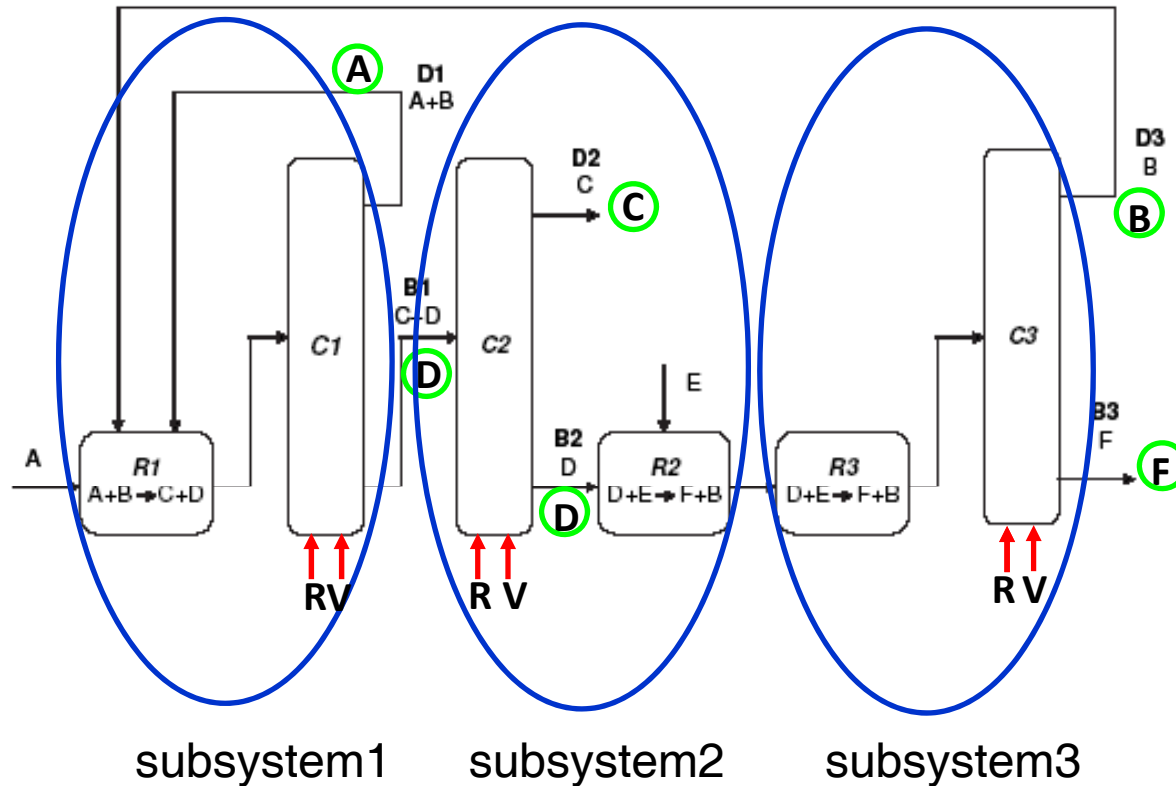 A
D1
A+B
D2
C
C
D3
B
B
B1
C+D
D
C1
C2
C3
E
A
R1
A+B➔C+D
B2
D
D
R2
D+E➔F+B
R3
D+E➔F+B
B3
F
F
RV
R V
R V
subsystem1
subsystem2
subsystem3